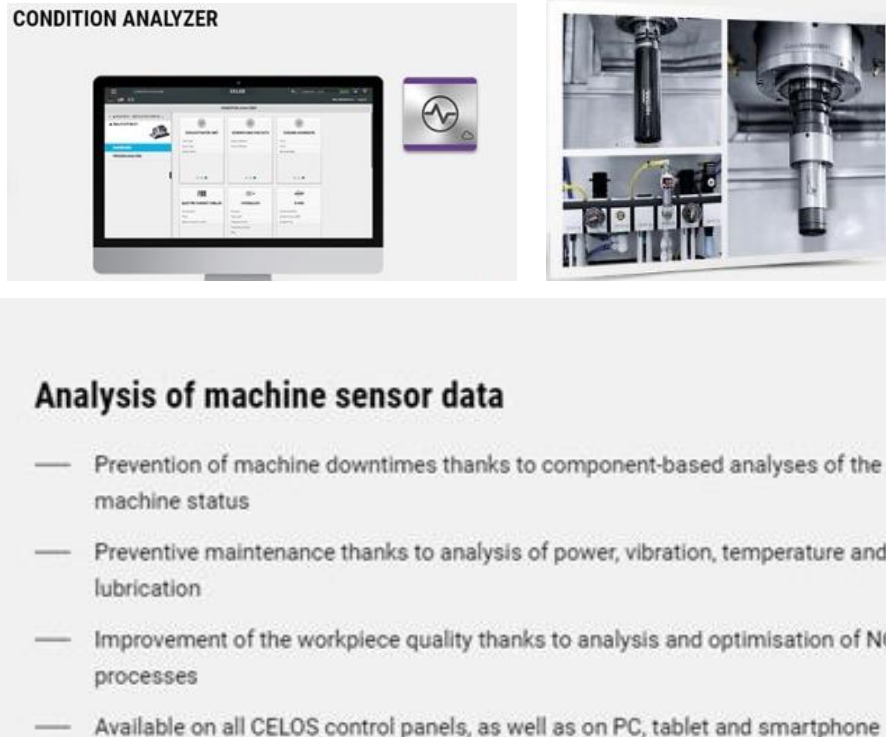 CONDITION ANALYZER
CELOS
Analysis of machine sensor data
— Prevention of machine downtimes thanks to component-based analyses of the
machine status
— Preventive maintenance thanks to analysis of power, vibration, temperature and
lubrication
— Improvement of the workpiece quality thanks to analysis and optimisation of NC
processes
— Available on all CELOS control panels, as well as on PC, tablet and smartphone